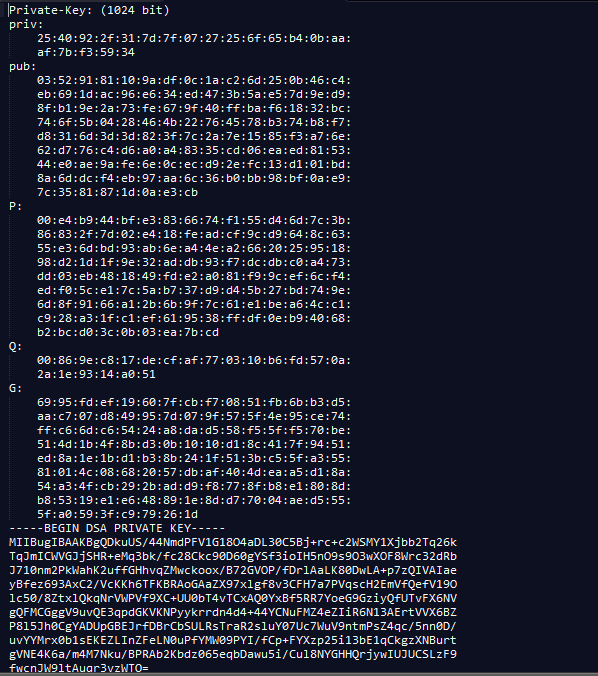 Private-Key: (1024 bit)
priv:
25:40:92:2f:31:7d:7f:07:27:25:6f:65:b4:0b:aa:
af:7b:f3:59:34
pub:
03:52:91:81:10:9a:df:0c:1a:c2:6d:25:0b:46:c4:
eb:69:1d:ac:96:e6:34:ed:47:3b:5a:e5:7d:9e:d9:
8f:b1:9e:2a:73:fe:67:9f:40:ff:ba:f6:18:32:bc:
74:6f:5b:04:28:46:4b:22:76:45:78:b3:74:b8:f7:
d8:31:6d:3d:3d:82:3f:7c:2a:7e:15:85:f3:a7:6e:
62:d7:76:c4:d6:a0:a4:83:35:cd:06:ea:ed:81:53:
44:e0:ae:9a:fe:6e:0c:ec:d9:2e:fc:13:d1:01:bd:
8a:6d:dc:f4:eb:97:aa:6c:36:b0:bb:98:bf:0a:e9:
7c:35:81:87:1d:0a:e3:cb
P:
00:e4:b9:44:bf:e3:83:66:74:f1:55:d4:6d:7c:3b:
86:83:2f:7d:02:e4:18:fe:ad:cf:9c:d9:64:8c:63:
55:e3:6d:bd:93:ab:6e:a4:4e:a2:66:20:25:95:18:
98:d2:1d:1f:9e:32:ad:db:93:f7:dc:db:c0:a4:73:
dd:03:eb:48:18:49:fd:e2:a0:81:f9:9c:ef:6c:f4:
ed:f0:5c:e1:7c:5a:b7:37:d9:d4:5b:27:bd:74:9e:
6d:8f:91:66:a1:2b:6b:9f:7c:61:e1:be:a6:4c:c1:
c9:28:a3:1f:c1:ef:61:95:38:ff:df:0e:b9:40:68:
b2:bc:d0:3c:0b:03:ea:7b:cd
Q:
00:86:9e:c8:17:de:cf:af:77:03:10:b6:fd:57:0a:
2a:1e:93:14:a0:51
G:
69:95:fd:ef:19:60:7f:cb:f7:08:51:fb:6b:b3:d5:
aa:c7:07:d8:49:95:7d:07:9f:57:5f:4e:95:ce:74:
ff:c6:6d:c6:54:24:a8:da:d5:58:f5:5f:f5:70:be:
51:4d:1b:4f:8b:d3:0b:10:10:d1:8c:41:7f:94:51:
ed:8a:1e:1b:d1:b3:8b:24:1f:51:3b:c5:5f:a3:55:
81:01:4c:08:68:20:57:db:af:40:4d:ea:a5:d1:8a:
54:a3:4f:cb:29:2b:ad:d9:f8:77:8f:b8:e1:80:8d:
b8:53:19:e1:e6:48:89:1e:8d:d7:70:04:ae:d5:55:
5f:a0:59:3f:c9:79:26:1d
-----BEGIN DSA PRIVATE KEY-----
MIIBugIBAAKBgQDkuUS/44NmdPFV1G18O4aDL30C5Bj+rc+c2WSMY1Xjbb2Tq26k
TqJmICWVGJjSHR+eMq3bk/fc28Ckc90D60gYSf3ioIH5nO9s9O3wXOF8Wrc32dRb
J710nm2PkWahK2uffGHhvqZMwckoox/B72GVOP/fDrlAaLK80DwLA+p7zQIVAIae
yBfez693AxC2/VcKKh6TFKBRAoGAaZX97xlgf8v3CFH7a7PVqscH2EmVfQefV19O
lc50/8ZtxlQkqNrVWPVf9XC+UU0bT4vTCxAQ0YxBf5RR7YoeG9GziyQfUTvFX6NV
gQFMCGggV9uvQE3qpdGKVKNPyykrrdn4d4+44YCNuFMZ4eZIiR6N13AErtVVX6BZ
P8l5Jh0CgYADUpGBEJrfDBrCbSULRsTraR2sluY07Uc7WuV9ntmPsZ4qc/5nn0D/
uvYYMrx0b1sEKEZLInZFeLN0uPfYMW09PYI/fCp+FYXzp25i13bE1qCkgzXNBurt
gVNE4K6a/m4M7Nku/BPRAb2Kbdz065eqbDawu5i/Cul8NYGHHQrjywIUJUCSLzF9
fwcnJW9ltAuqr3vzWTQ=